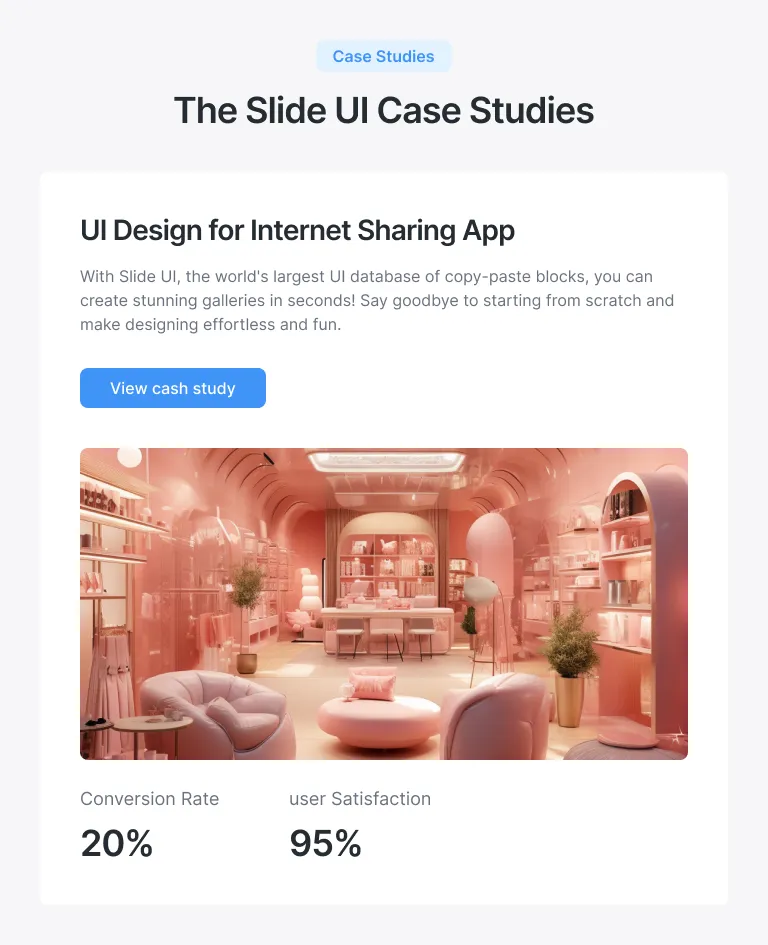 Case Studies
The Slide UI Case Studies
UI Design for Internet Sharing App
With Slide UI, the world's largest UI database of copy-paste blocks, you can
create stunning galleries in seconds! Say goodbye to starting from scratch and
make designing effortless and fun.
View cash study
Conversion Rate
user Satisfaction
20%
95%